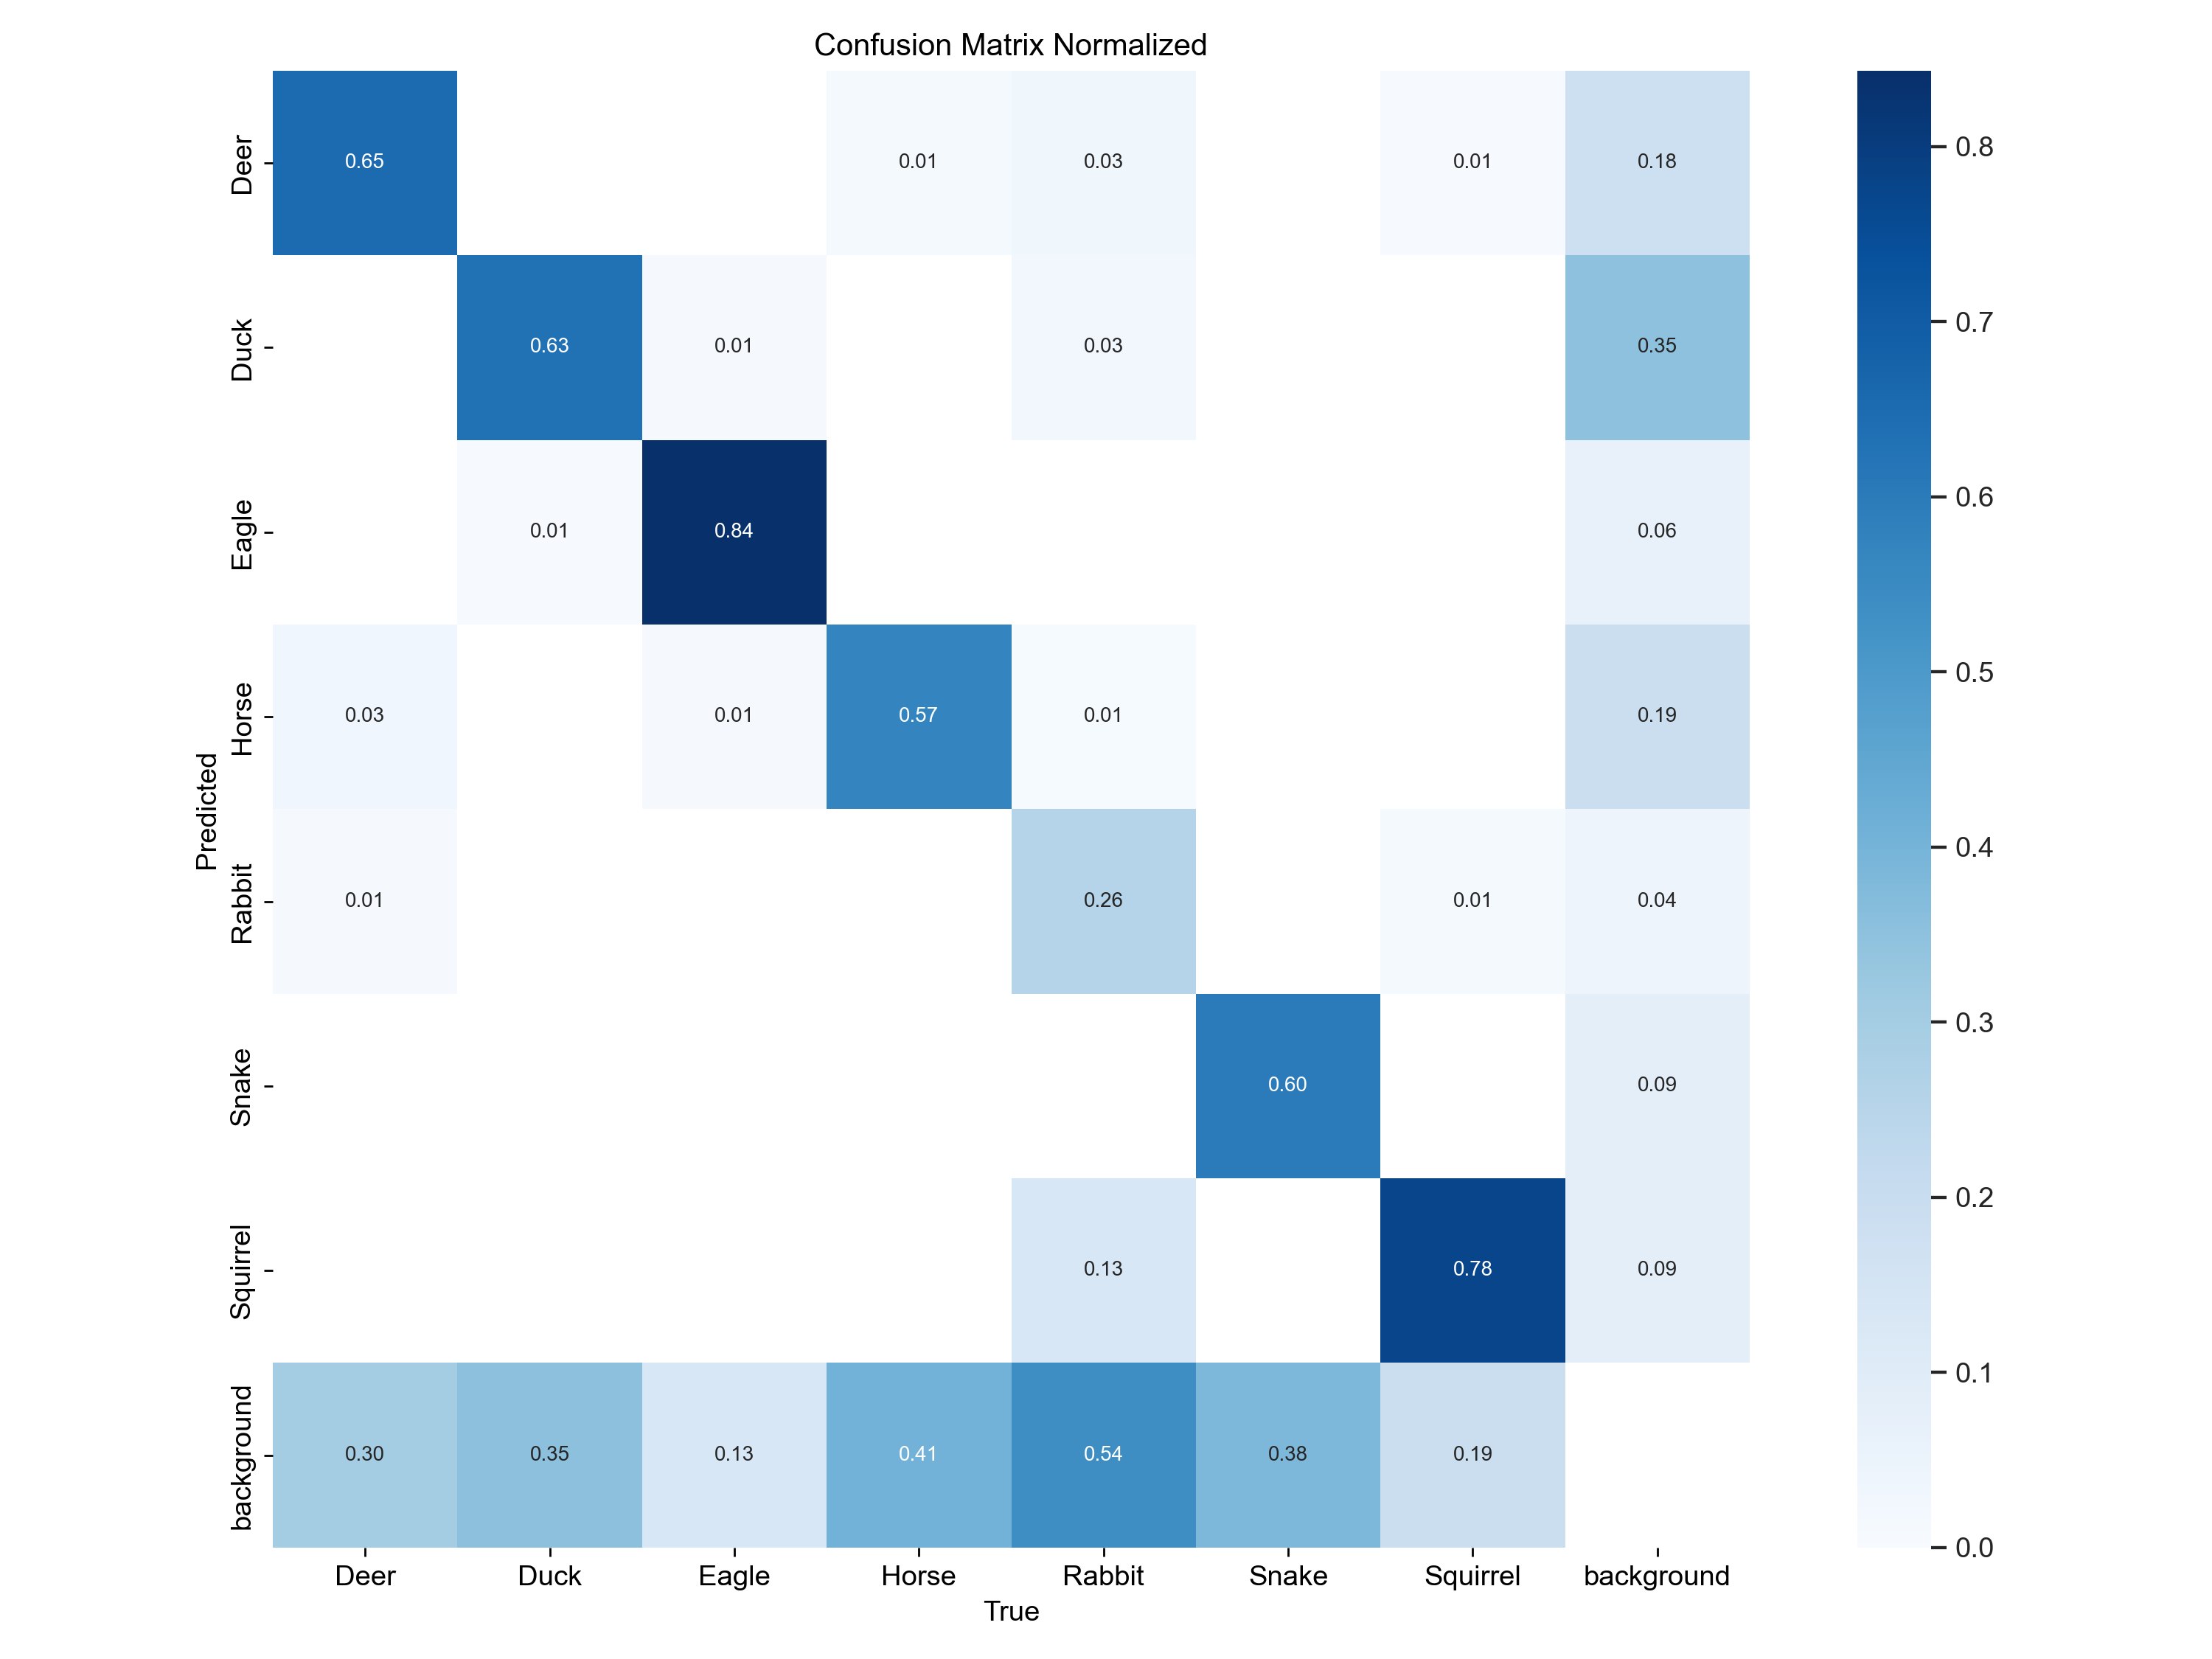 Confusion Matrix Normalized
Deer 0.65 0.01 0.03 0.01 0.18
Duck 0.63 0.01 0.03 0.35
Eagle 0.01 0.84 0.06
Horse 0.03 0.01 0.57 0.01 0.19
Rabbit 0.01 0.26 0.01 0.04
Snake 0.60 0.09
Squirrel 0.13 0.78 0.09
background 0.30 0.35 0.13 0.41 0.54 0.38 0.19
Predicted
Deer Duck Eagle Horse Rabbit Snake Squirrel background
True
0.8
0.7
0.6
0.5
0.4
0.3
0.2
0.1
0.0